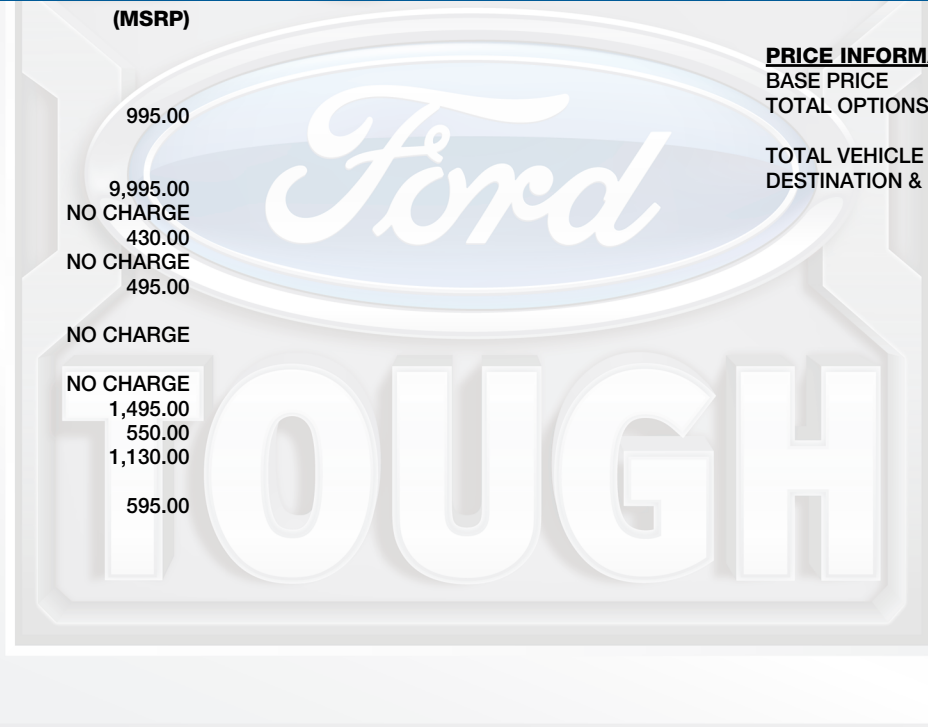 (MSRP)
995.00
9,995.00
NO CHARGE
430.00
NO CHARGE
495.00
NO CHARGE
NO CHARGE
1,495.00
550.00
1,130.00
595.00
PRICE INFORMA
BASE PRICE
TOTAL OPTIONS
TOTAL VEHICLE
DESTINATION &
Ford
TOUGH